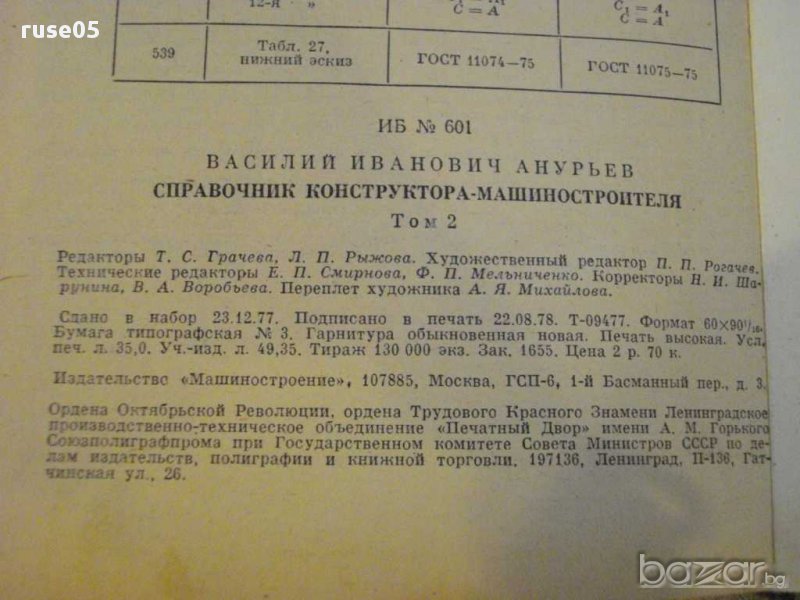 ruse05
12-я "
C = A
C₁ = A₁
C = A
539
Табл. 27,
нижний эскиз
ГОСТ 11074—75
ГОСТ 11075—75
ИБ № 601
ВАСИЛИЙ ИВАНОВИЧ АНУРЬЕВ
СПРАВОЧНИК КОНСТРУКТОРА-МАШИНОСТРОИТЕЛЯ
Том 2
Редакторы Т. С. Грачева, Л. П. Рыжова. Художественный редактор П. П. Рогачев.
Технические редакторы Е. П. Смирнова, Ф. П. Мельниченко. Корректоры Н. И. Ша-
рунина, В. А. Воробьева. Переплет художника А. Я. Михайлова.
Сдано в набор 23.12.77. Подписано в печать 22.08.78. Т-09477. Формат 60×90¹/₁₆.
Бумага типографская № 3. Гарнитура обыкновенная новая. Печать высокая. Усл.
печ. л. 35,0. Уч.-изд. л. 49,35. Тираж 130 000 экз. Зак. 1655. Цена 2 р. 70 к.
Издательство «Машиностроение», 107885, Москва, ГСП-6, 1-й Басманный пер., д. 3.
Ордена Октябрьской Революции, ордена Трудового Красного Знамени Ленинградское
производственно-техническое объединение «Печатный Двор» имени А. М. Горького
Союзполиграфпрома при Государственном комитете Совета Министров СССР по де-
лам издательств, полиграфии и книжной торговли. 197136, Ленинград, П-136, Гат-
чинская ул., 26.
bazar.bg